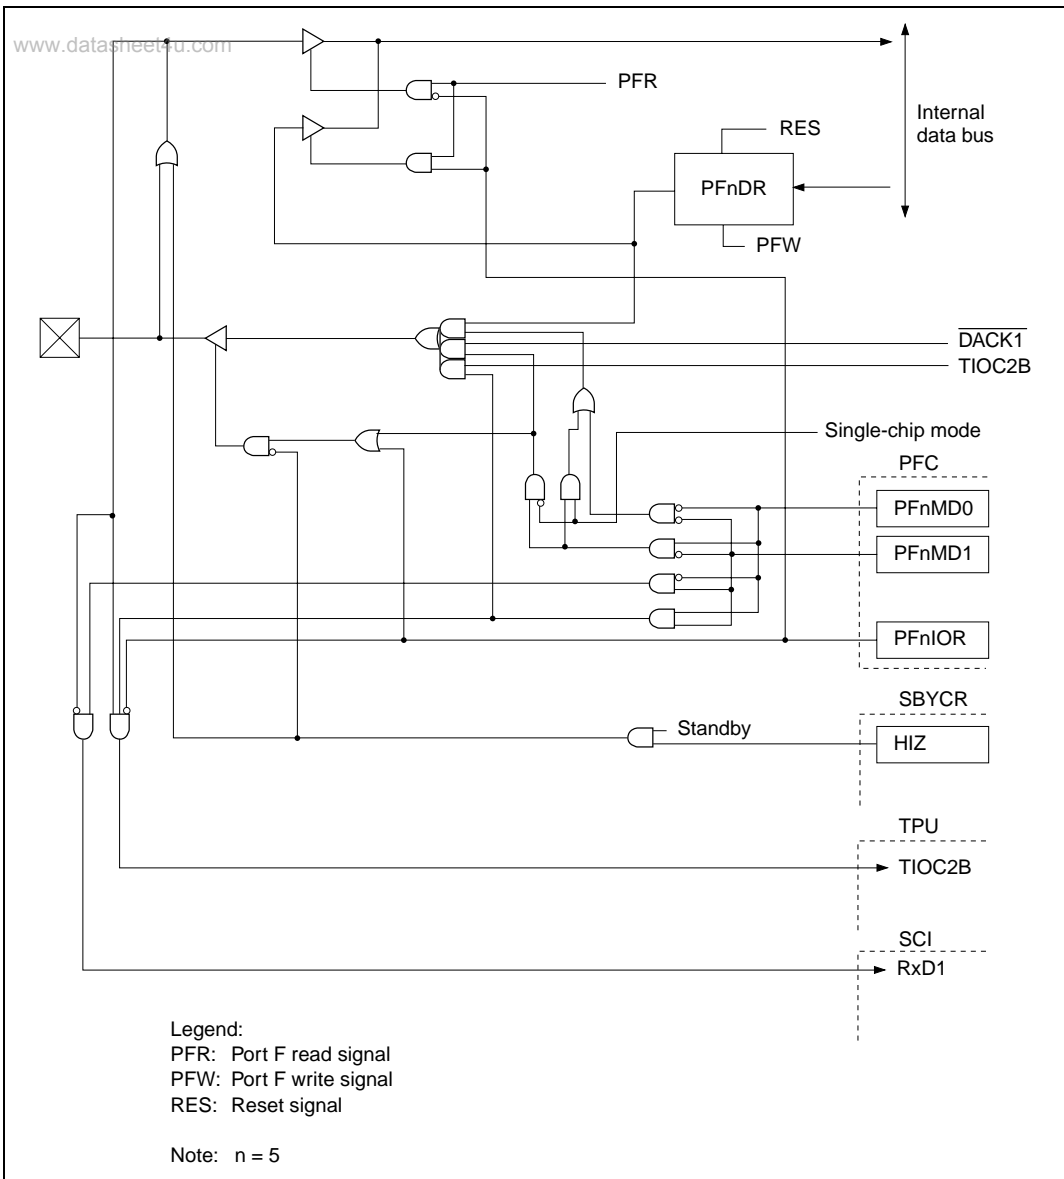 www.datasheet4u.com
PFR
Internal
data bus
RES
PFnDR
PFW
DACK1
TIOC2B
Single-chip mode
PFC
PFnMD0
PFnMD1
PFnIOR
SBYCR
Standby
HIZ
TPU
TIOC2B
SCI
RxD1
Legend:
PFR: Port F read signal
PFW: Port F write signal
RES: Reset signal
Note: n = 5